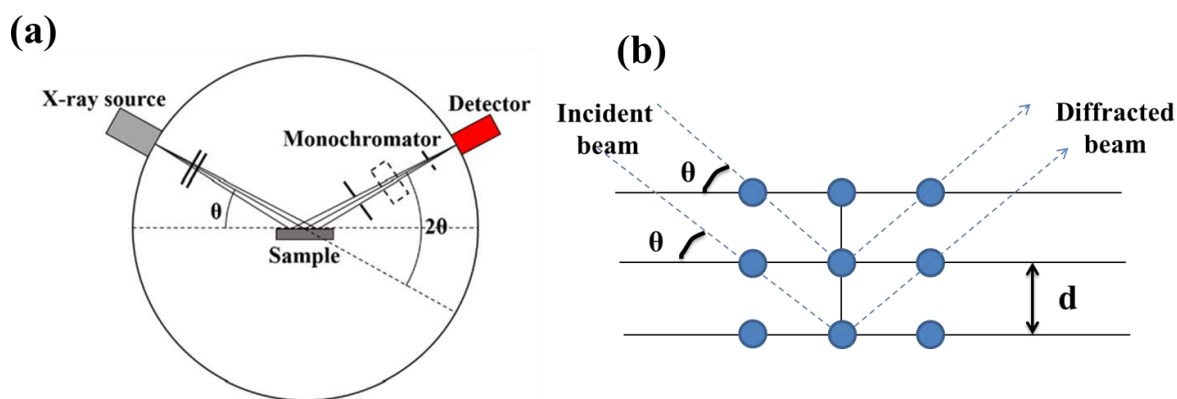 (a)
X-ray source
Detector
Monochromator
θ
2θ
Sample
(b)
Incident
beam
Diffracted
beam
θ
θ
d